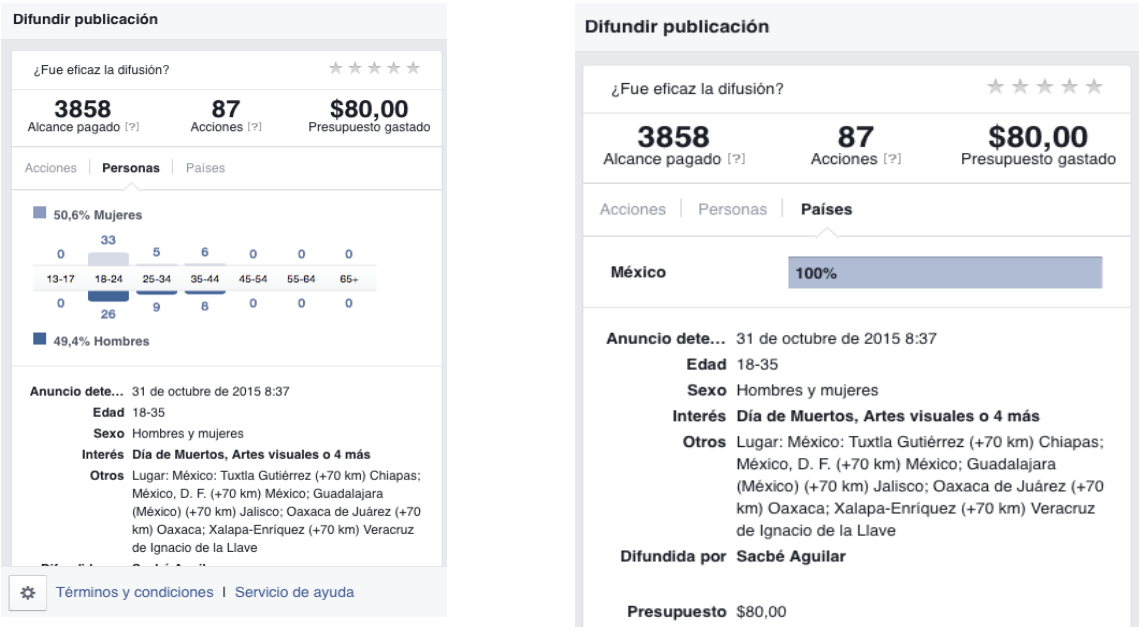 Difundir publicación
¿Fue eficaz la difusión?
3858 87 $80,00
Alcance pagado [?] Acciones [?] Presupuesto gastado
Acciones Personas Países
50,6% Mujeres
0 33 5 6 0 0 0
13-17 18-24 25-34 35-44 45-54 55-64 65+
0 26 9 8 0 0 0
49,4% Hombres
Anuncio dete... 31 de octubre de 2015 8:37
Edad 18-35
Sexo Hombres y mujeres
Interés Día de Muertos, Artes visuales o 4 más
Otros Lugar: México: Tuxtla Gutiérrez (+70 km) Chiapas;
México, D. F. (+70 km) México; Guadalajara
(México) (+70 km) Jalisco; Oaxaca de Juárez (+70
km) Oaxaca; Xalapa-Enríquez (+70 km) Veracruz
de Ignacio de la Llave
Términos y condiciones | Servicio de ayuda
Difundir publicación
¿Fue eficaz la difusión?
3858 87 $80,00
Alcance pagado [?] Acciones [?] Presupuesto gastado
Acciones Personas Países
México 100%
Anuncio dete... 31 de octubre de 2015 8:37
Edad 18-35
Sexo Hombres y mujeres
Interés Día de Muertos, Artes visuales o 4 más
Otros Lugar: México: Tuxtla Gutiérrez (+70 km) Chiapas;
México, D. F. (+70 km) México; Guadalajara
(México) (+70 km) Jalisco; Oaxaca de Juárez (+70
km) Oaxaca; Xalapa-Enríquez (+70 km) Veracruz
de Ignacio de la Llave
Difundida por Sacbé Aguilar
Presupuesto $80,00